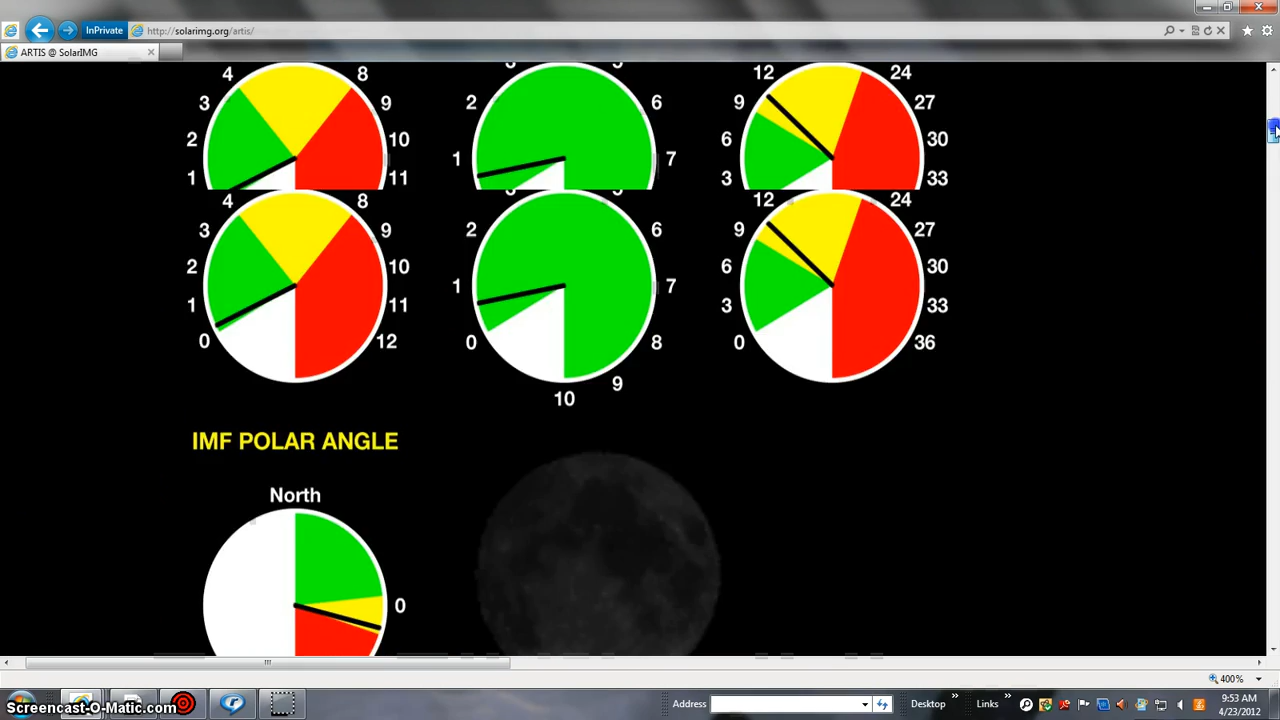 InPrivate
http://solarimg.org/artis/
ARTIS @ SolarIMG
4 8 12 24
3 9 2 6 9 27
2 10 6 30
1 11 1 7 3 33
4 8 12 24
3 9 2 6 9 27
2 10 1 7 6 30
1 11 3 33
0 12 0 8 0 36
9
10
IMF POLAR ANGLE
North
0
400%
Screencast-O-Matic.com
Address
Desktop
Links
9:53 AM
4/23/2012